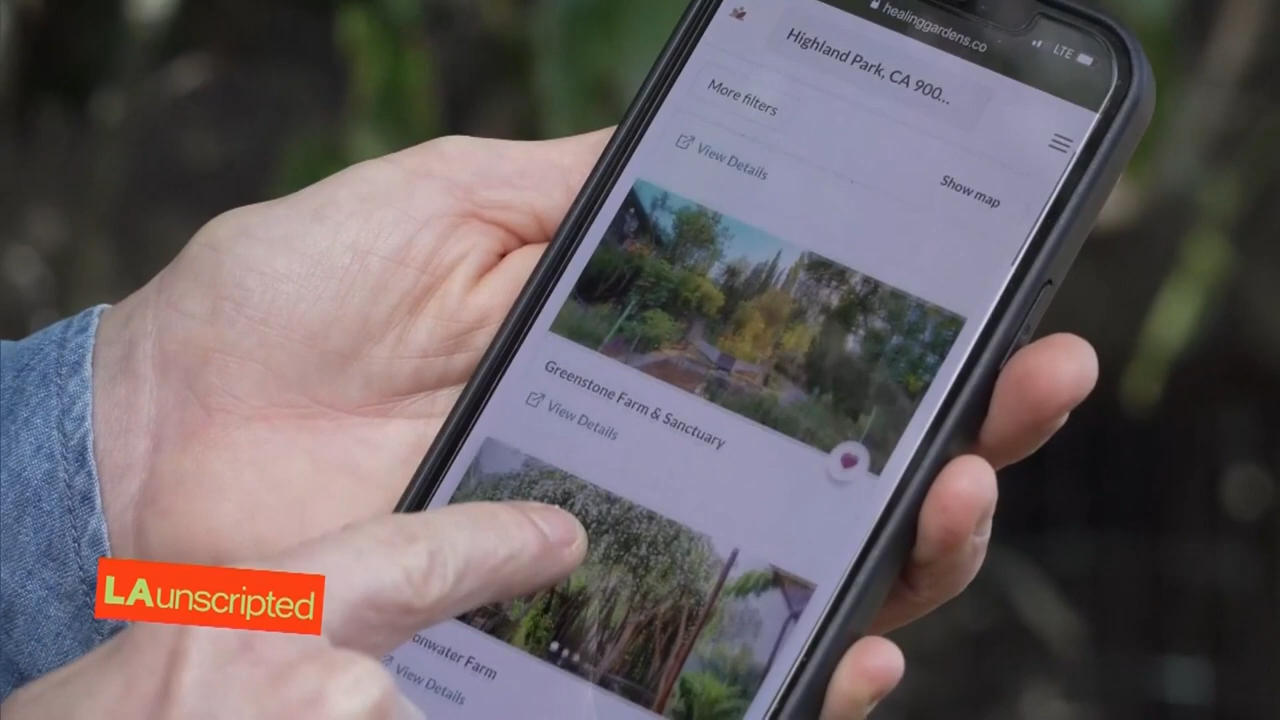 healinggardens.co
LTE
Highland Park, CA 900...
More filters
View Details
Show map
Greenstone Farm & Sanctuary
View Details
onwater Farm
View Details
LAunscripted